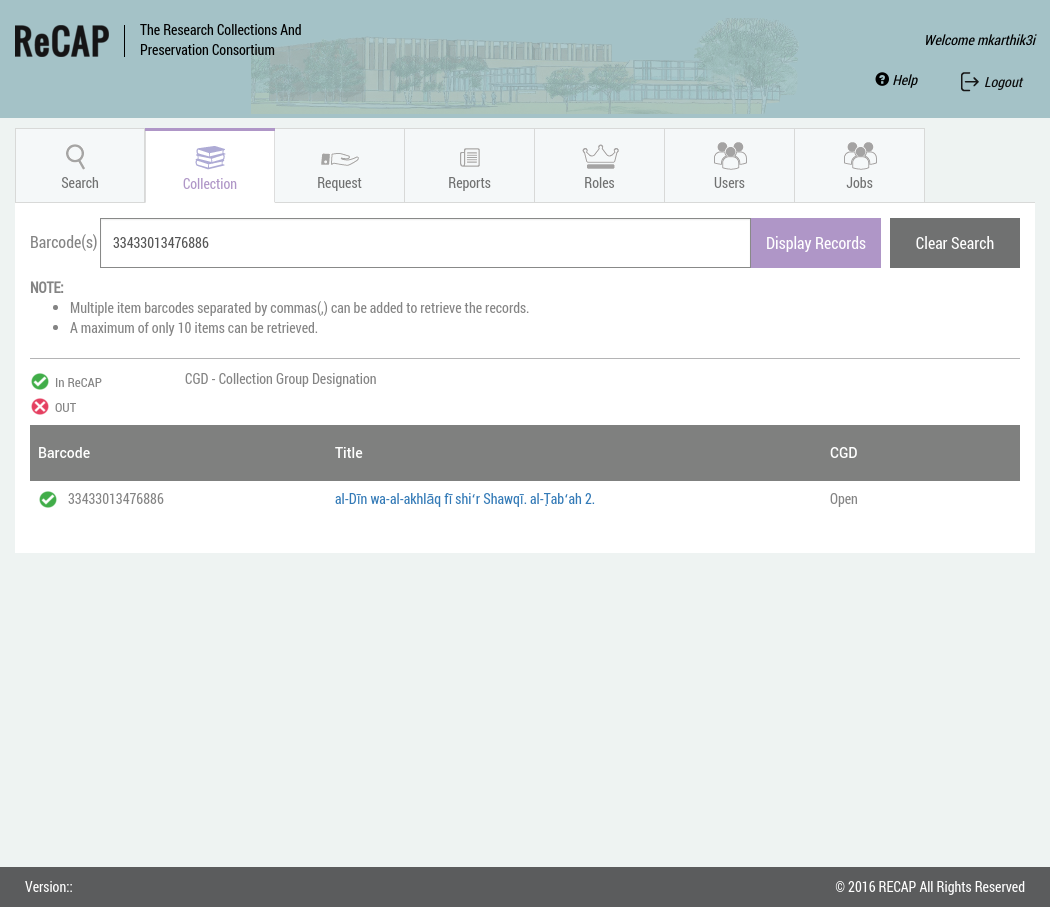 ReCAP
The Research Collections And
Preservation Consortium
Welcome mkarthik3i
Help
Logout
Search
Collection
Request
Reports
Roles
Users
Jobs
Barcode(s)
33433013476886
Display Records
Clear Search
NOTE:
Multiple item barcodes separated by commas(,) can be added to retrieve the records.
A maximum of only 10 items can be retrieved.
In ReCAP
CGD - Collection Group Designation
OUT
Barcode Title CGD
33433013476886 al-Dīn wa-al-akhlāq fī shiʻr Shawqī. al-Ṭabʻah 2. Open
Version::
© 2016 RECAP All Rights Reserved